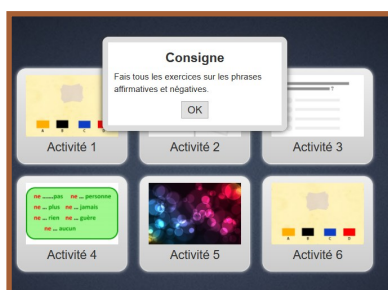 Consigne
Fais tous les exercices sur les phrases
affirmatives et négatives.
OK
A B C D
?
Activité 1
Activité 2
Activité 3
ne ......pas ne ... personne
ne ... plus ne ... jamais
ne ... rien ne ... guère
ne ... aucun
A B C D
Activité 4
Activité 5
Activité 6